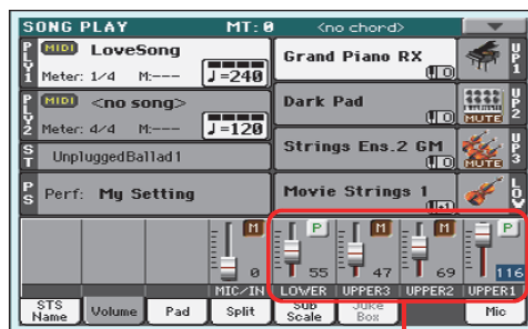 SONG PLAY MT: 0 <no chord>
PLY1 MIDI LoveSong
Meter: 1/4 M:--- ♩=240
Grand Piano RX 0 UP1
PLY2 MIDI <no song>
Meter: 4/4 M:--- ♩=120
Dark Pad MUTE UP2
ST UnpluggedBallad1
Strings Ens.2 GM 0 MUTE UP3
PS Perf: My Setting
Movie Strings 1 LOW
M P M M P
0 55 47 69 116
MIC/IN LOWER UPPER3 UPPER2 UPPER1
STS Name Volume Pad Split Sub Scale Juke Box Mic